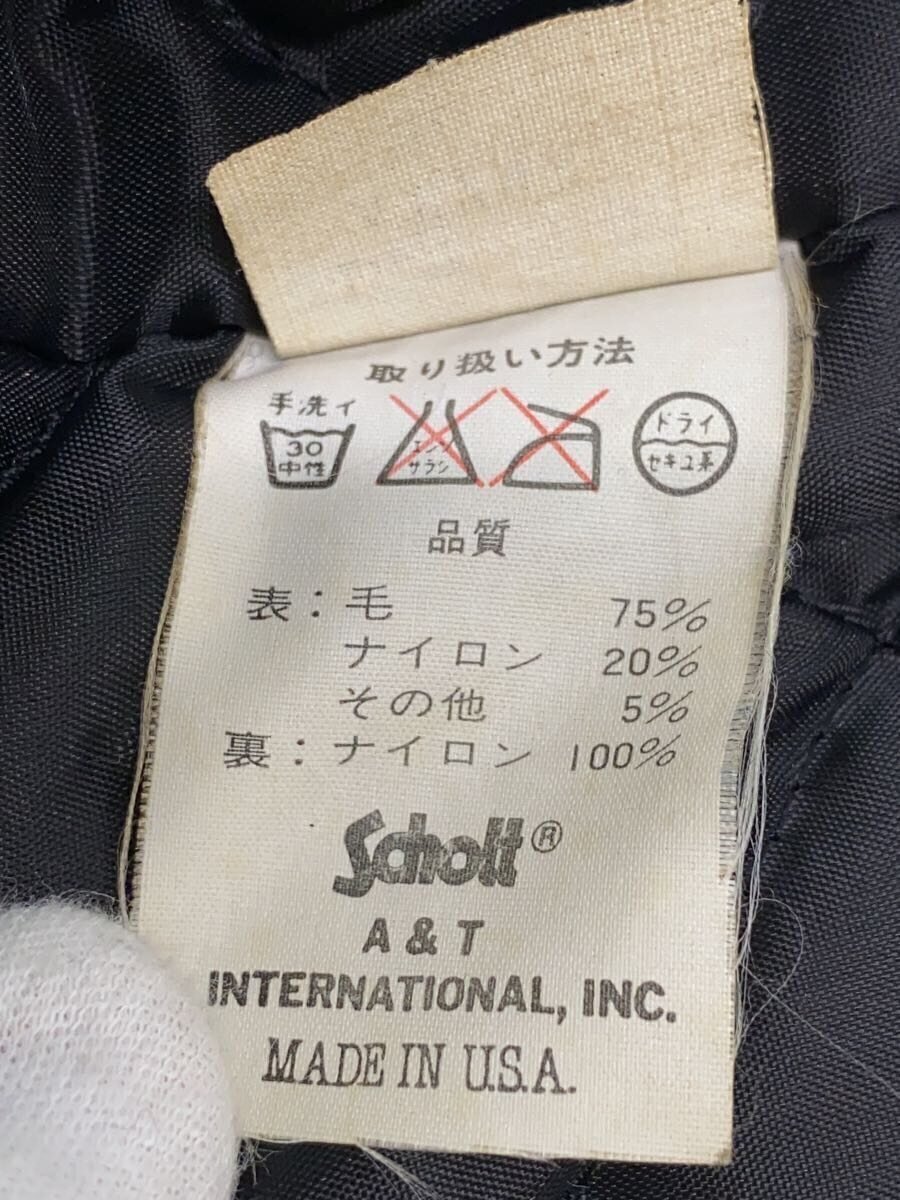 取り扱い方法
手洗イ
30
中性
エンソ
サラシ
ドライ
セキユ系
品質
表：毛 75%
ナイロン 20%
その他 5%
裏：ナイロン 100%
Schott®
A & T
INTERNATIONAL, INC.
MADE IN U.S.A.